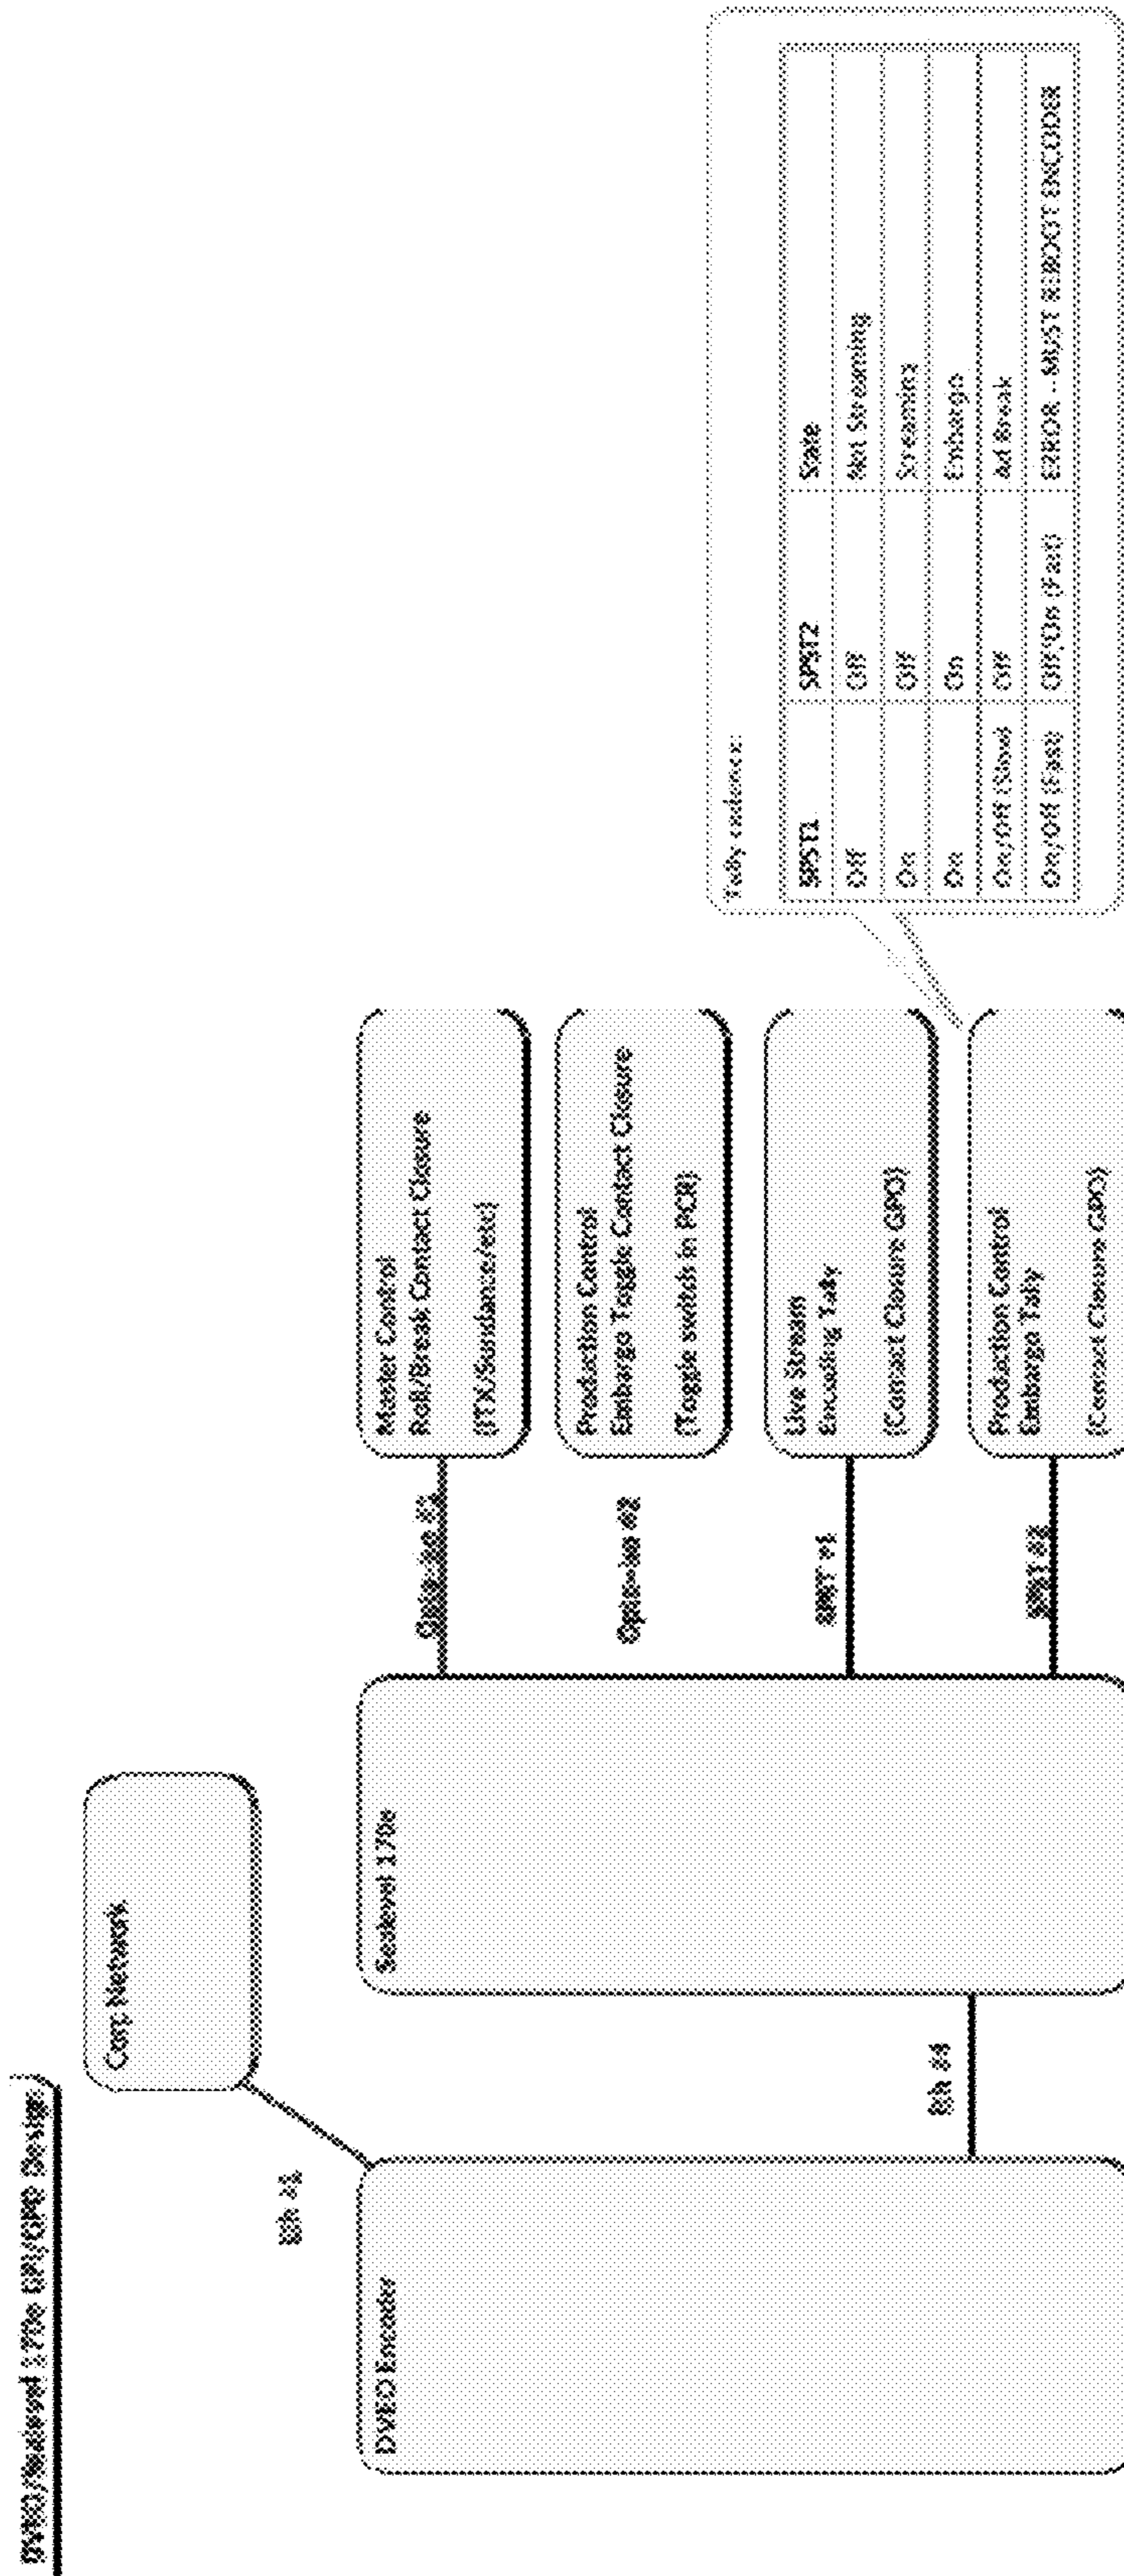 DVEO/Sealevel 170e GPI/GPO Design
Corp Network
Eth #1
DVEO Encoder
Eth #4
Sealevel 170e
Opto-iso #1
Master Control
Roll/Break Contact Closure
(ITX/Sundance/etc)
Opto-iso #2
Production Control
Embargo Toggle Contact Closure
(Toggle switch in PCR)
SPST #1
Live Stream
Encoding Tally
(Contact Closure GPO)
SPST #2
Production Control
Embargo Tally
(Contact Closure GPO)
Tally cadence:
SPST1 SPST2 State
Off Off Not Streaming
On Off Streaming
On On Embargo
On/Off (Slow) Off Ad Break
On/Off (Fast) Off/On (Fast) ERROR - MUST REBOOT ENCODER